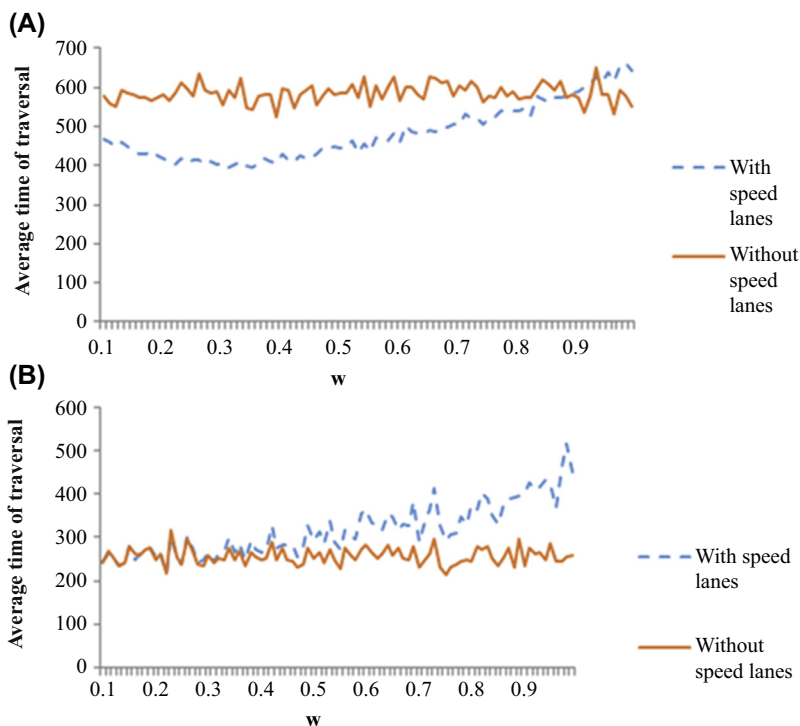 (A)
700
600
500
400
300
200
100
0
Average time of traversal
0.1 0.2 0.3 0.4 0.5 0.6 0.7 0.8 0.9
w
With
speed
lanes
Without
speed
lanes
(B)
600
500
400
300
200
100
0
Average time of traversal
0.1 0.2 0.3 0.4 0.5 0.6 0.7 0.8 0.9
w
With speed
lanes
Without
speed lanes